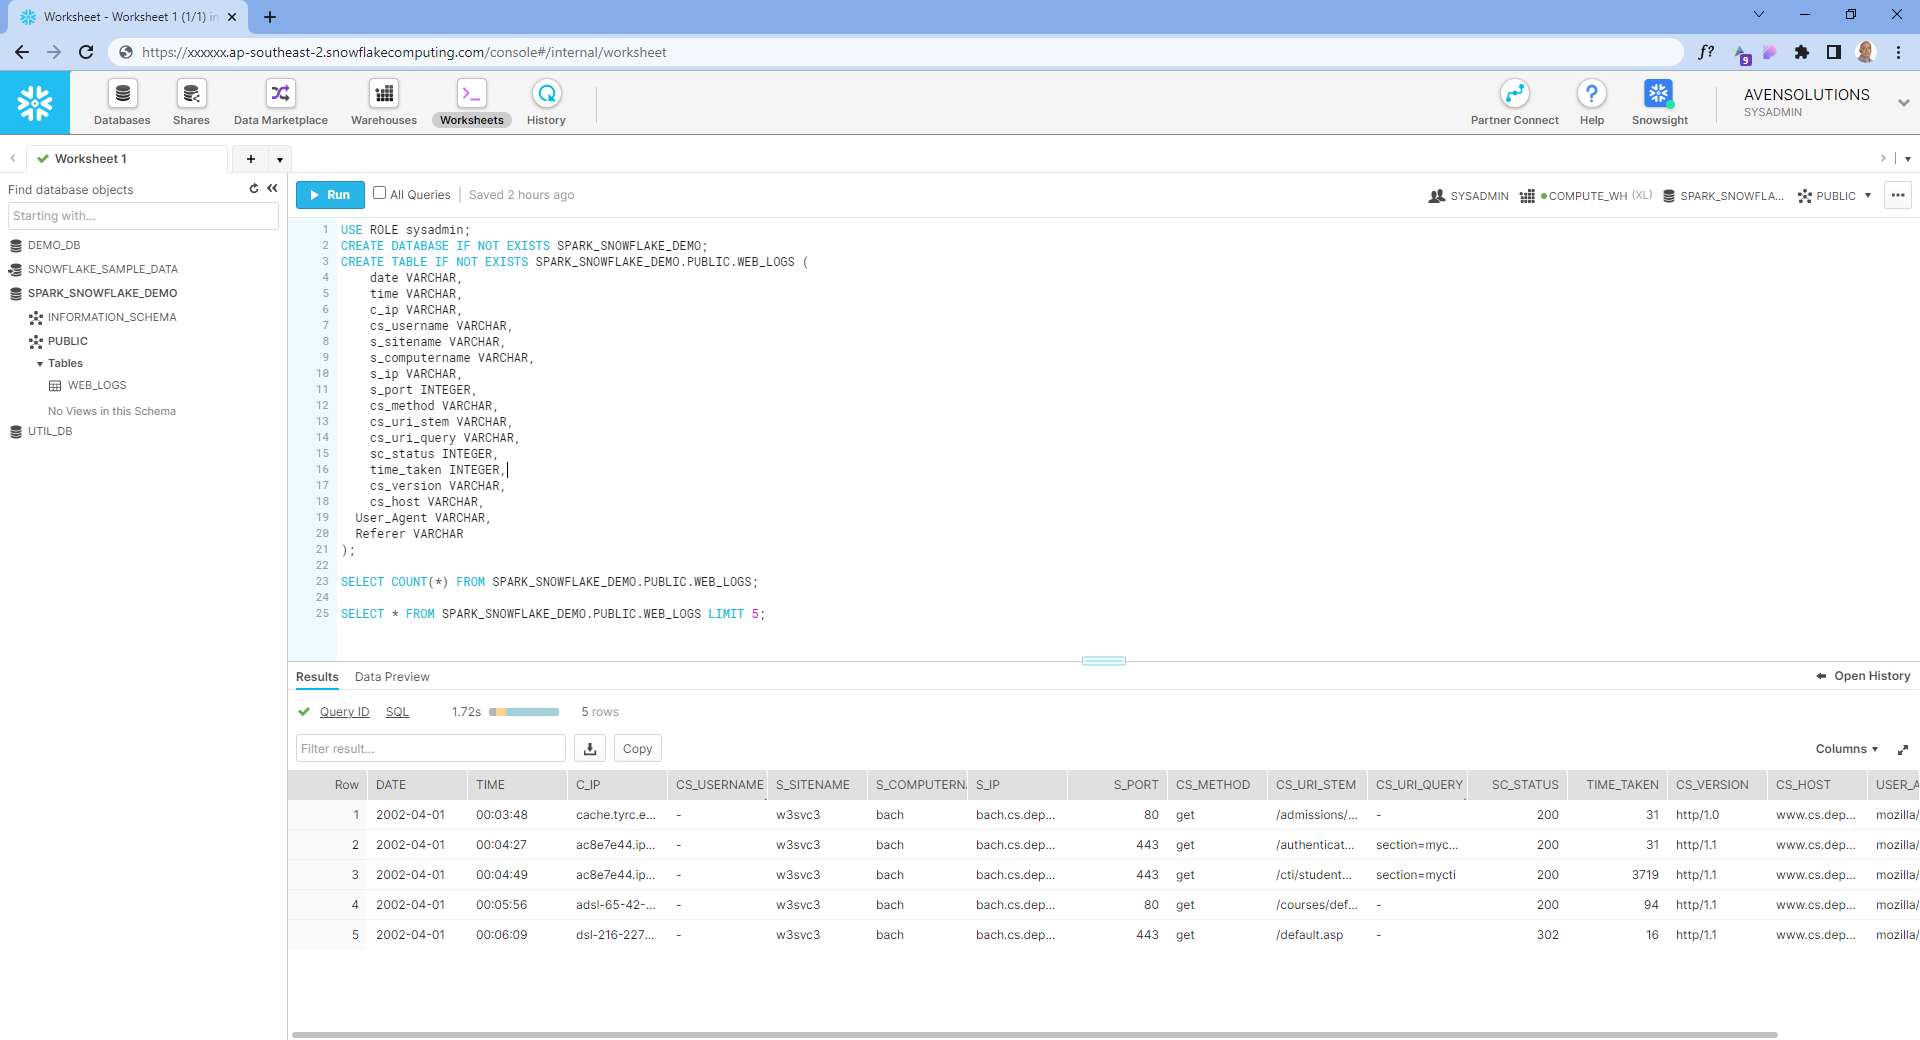 Worksheet - Worksheet 1 (1/1) in
https://xxxxxx.ap-southeast-2.snowflakecomputing.com/console#/internal/worksheet
f?
9
Databases
Shares
Data Marketplace
Warehouses
Worksheets
History
Partner Connect
Help
Snowsight
AVENSOLUTIONS
SYSADMIN
Worksheet 1
Find database objects
Starting with...
DEMO_DB
SNOWFLAKE_SAMPLE_DATA
SPARK_SNOWFLAKE_DEMO
INFORMATION_SCHEMA
PUBLIC
Tables
WEB_LOGS
No Views in this Schema
UTIL_DB
Run All Queries Saved 2 hours ago
SYSADMIN COMPUTE_WH (XL) SPARK_SNOWFLA... PUBLIC
1 USE ROLE sysadmin;
2 CREATE DATABASE IF NOT EXISTS SPARK_SNOWFLAKE_DEMO;
3 CREATE TABLE IF NOT EXISTS SPARK_SNOWFLAKE_DEMO.PUBLIC.WEB_LOGS (
4 date VARCHAR,
5 time VARCHAR,
6 c_ip VARCHAR,
7 cs_username VARCHAR,
8 s_sitename VARCHAR,
9 s_computername VARCHAR,
10 s_ip VARCHAR,
11 s_port INTEGER,
12 cs_method VARCHAR,
13 cs_uri_stem VARCHAR,
14 cs_uri_query VARCHAR,
15 sc_status INTEGER,
16 time_taken INTEGER,
17 cs_version VARCHAR,
18 cs_host VARCHAR,
19 User_Agent VARCHAR,
20 Referer VARCHAR
21 );
22
23 SELECT COUNT(*) FROM SPARK_SNOWFLAKE_DEMO.PUBLIC.WEB_LOGS;
24
25 SELECT * FROM SPARK_SNOWFLAKE_DEMO.PUBLIC.WEB_LOGS LIMIT 5;
Results Data Preview Open History
Query ID SQL 1.72s 5 rows
Filter result... Copy Columns
Row DATE TIME C_IP CS_USERNAME S_SITENAME S_COMPUTERN. S_IP S_PORT CS_METHOD CS_URI_STEM CS_URI_QUERY SC_STATUS TIME_TAKEN CS_VERSION CS_HOST USER_A
1 2002-04-01 00:03:48 cache.tyrc.e... - w3svc3 bach bach.cs.dep... 80 get /admissions/... - 200 31 http/1.0 www.cs.dep... mozilla/
2 2002-04-01 00:04:27 ac8e7e44.ip... - w3svc3 bach bach.cs.dep... 443 get /authenticat... section=myc... 200 31 http/1.1 www.cs.dep... mozilla/
3 2002-04-01 00:04:49 ac8e7e44.ip... - w3svc3 bach bach.cs.dep... 443 get /cti/student... section=mycti 200 3719 http/1.1 www.cs.dep... mozilla/
4 2002-04-01 00:05:56 adsl-65-42-... - w3svc3 bach bach.cs.dep... 80 get /courses/def... - 200 94 http/1.1 www.cs.dep... mozilla/
5 2002-04-01 00:06:09 dsl-216-227... - w3svc3 bach bach.cs.dep... 443 get /default.asp - 302 16 http/1.1 www.cs.dep... mozilla/